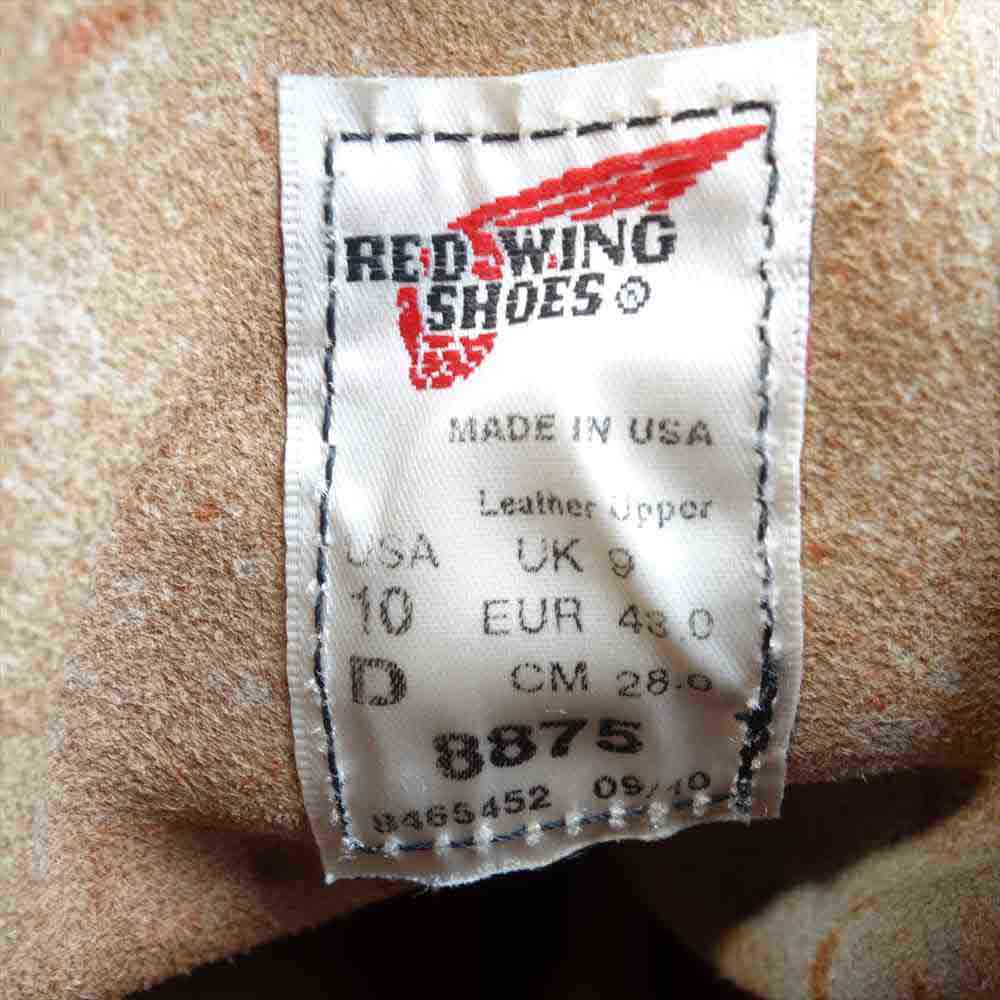 RED WING
SHOES ®
MADE IN USA
Leather Upper
USA UK 9
10 EUR 43.0
D CM 28.0
8875
8465452 09/10